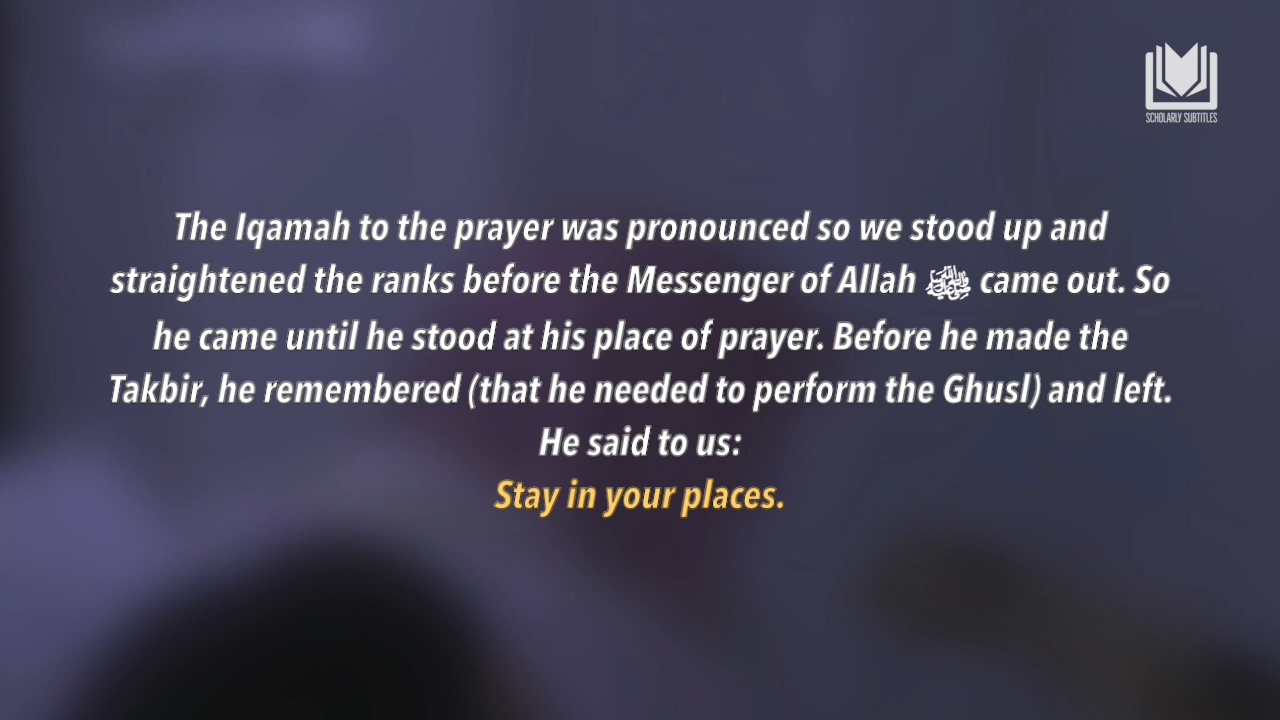 SCHOLARLY SUBTITLES
The Iqamah to the prayer was pronounced so we stood up and
straightened the ranks before the Messenger of Allah ﷺ came out. So
he came until he stood at his place of prayer. Before he made the
Takbir, he remembered (that he needed to perform the Ghusl) and left.
He said to us:
Stay in your places.